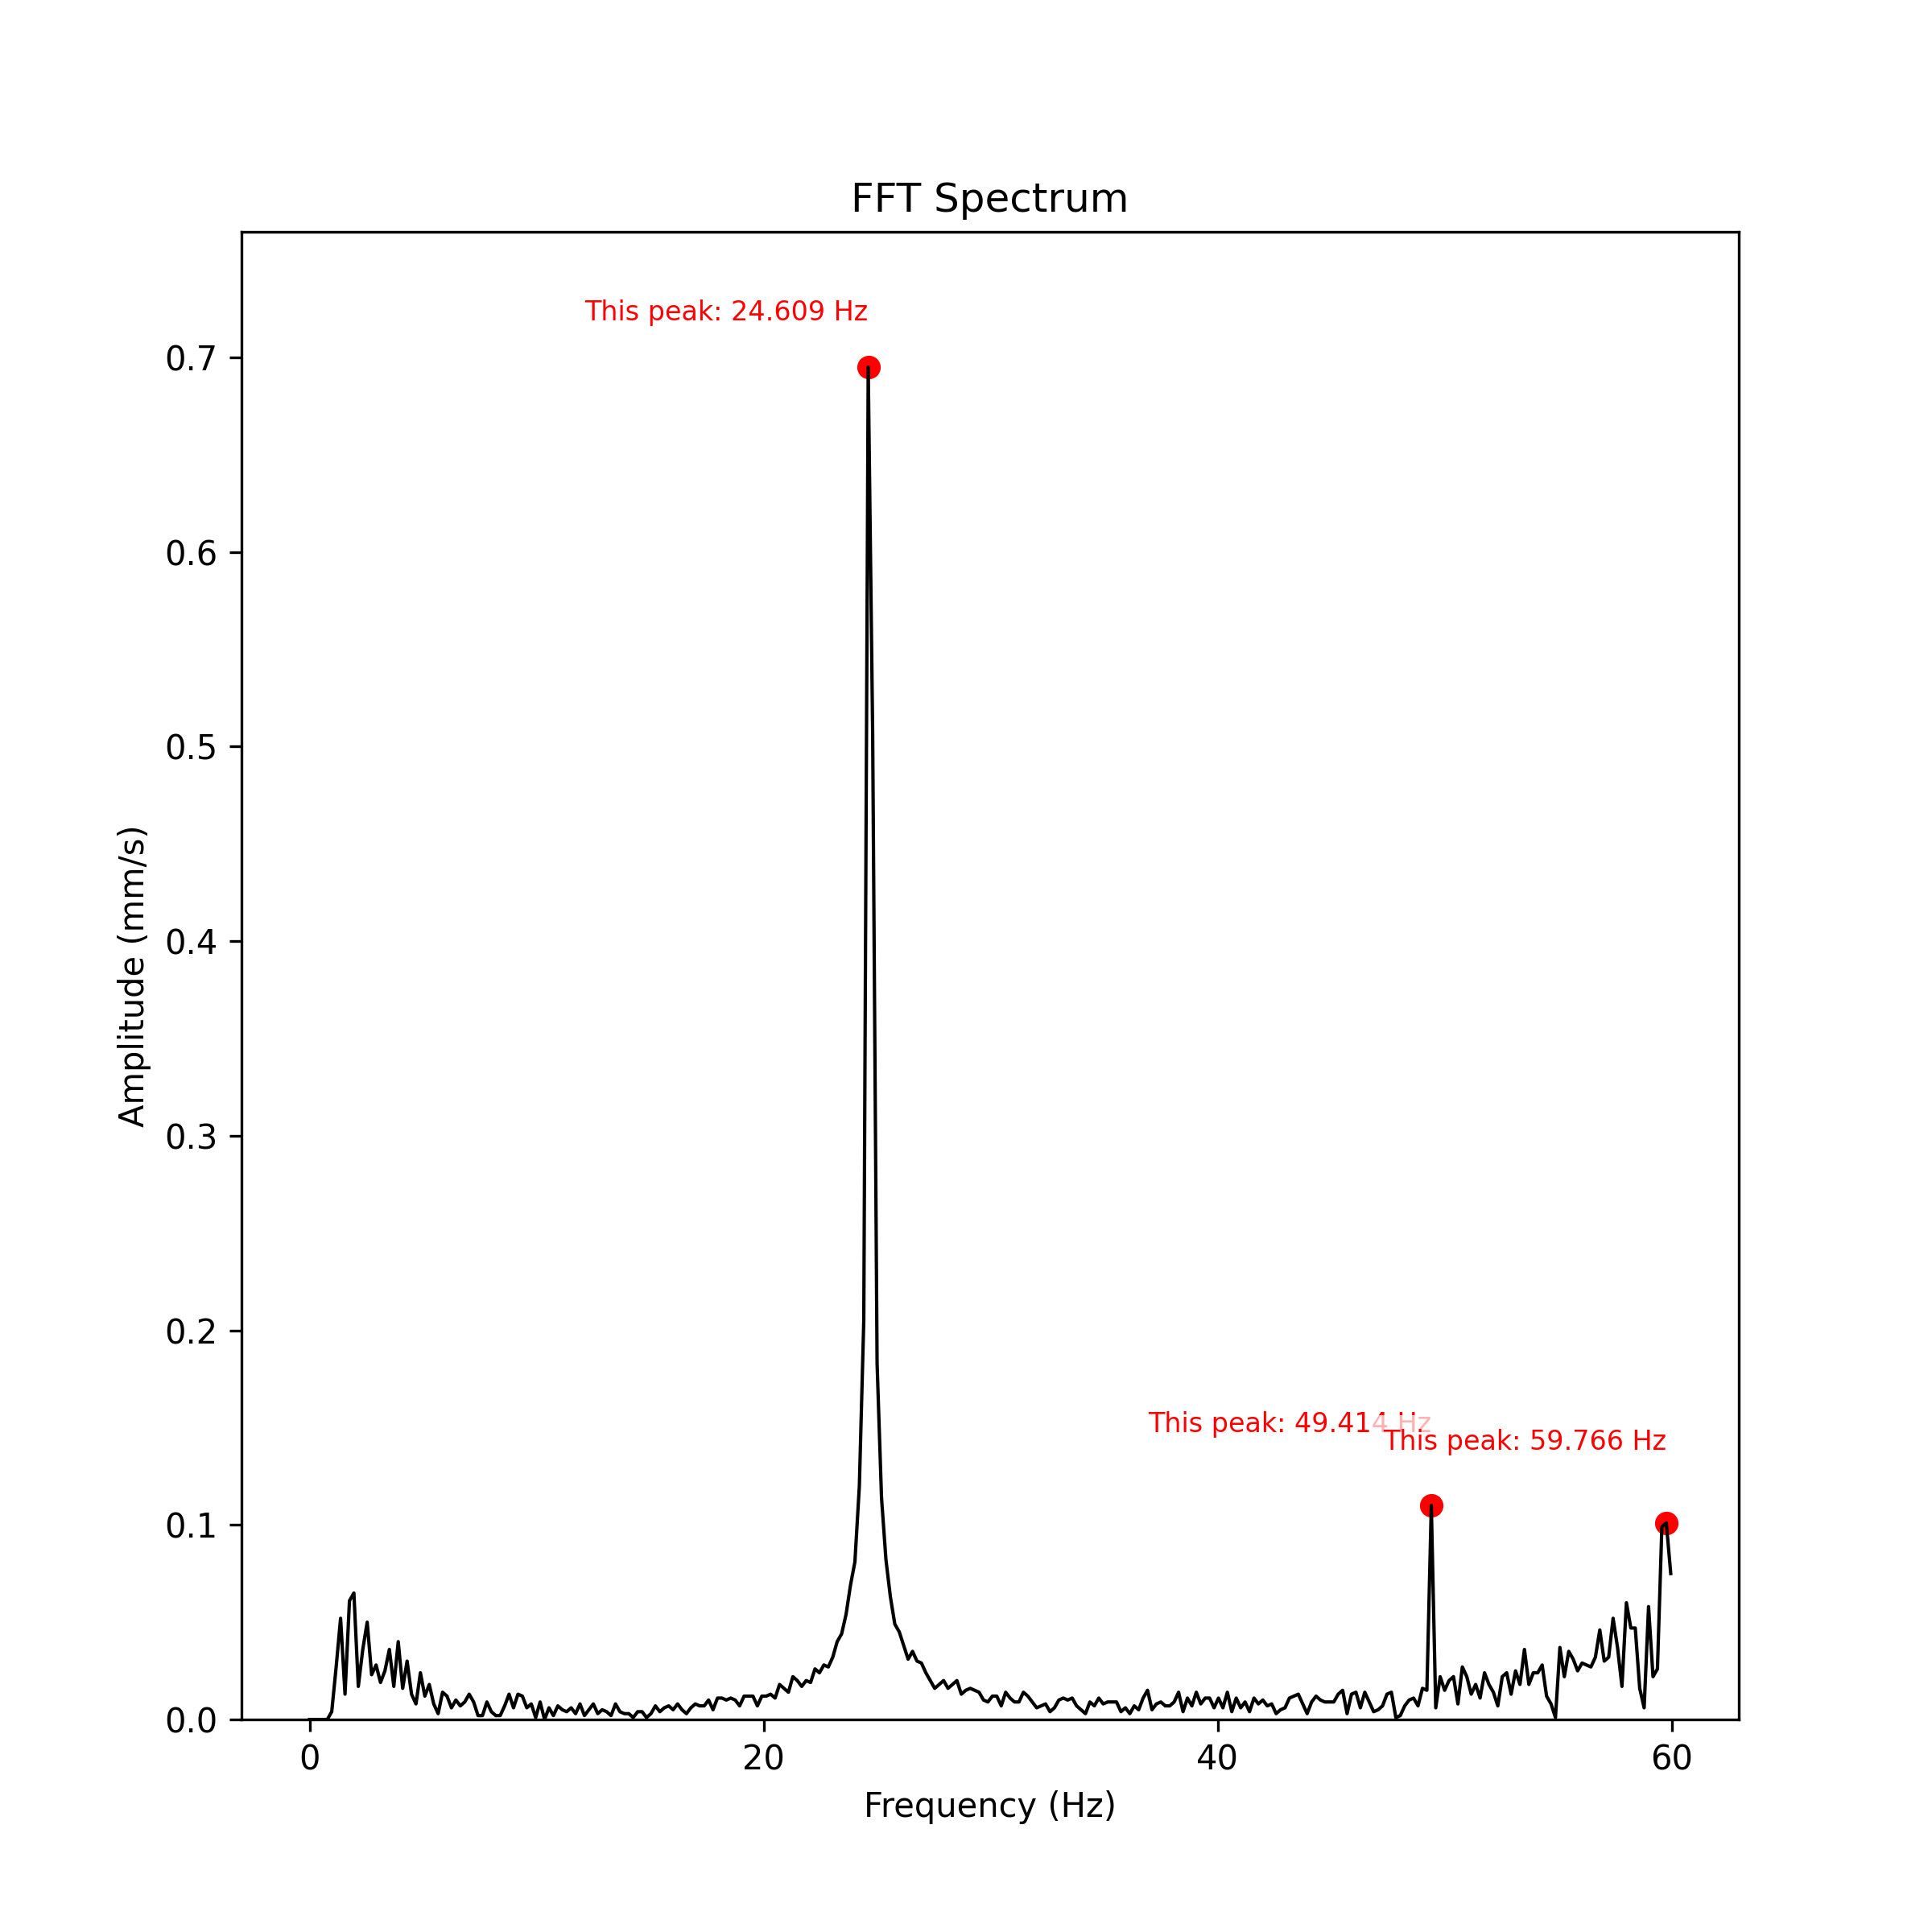 FFT Spectrum
This peak: 24.609 Hz
0.7
0.6
0.5
0.4
0.3
0.2
0.1
0.0
Amplitude (mm/s)
This peak: 49.414 Hz
This peak: 59.766 Hz
0
20
40
60
Frequency (Hz)